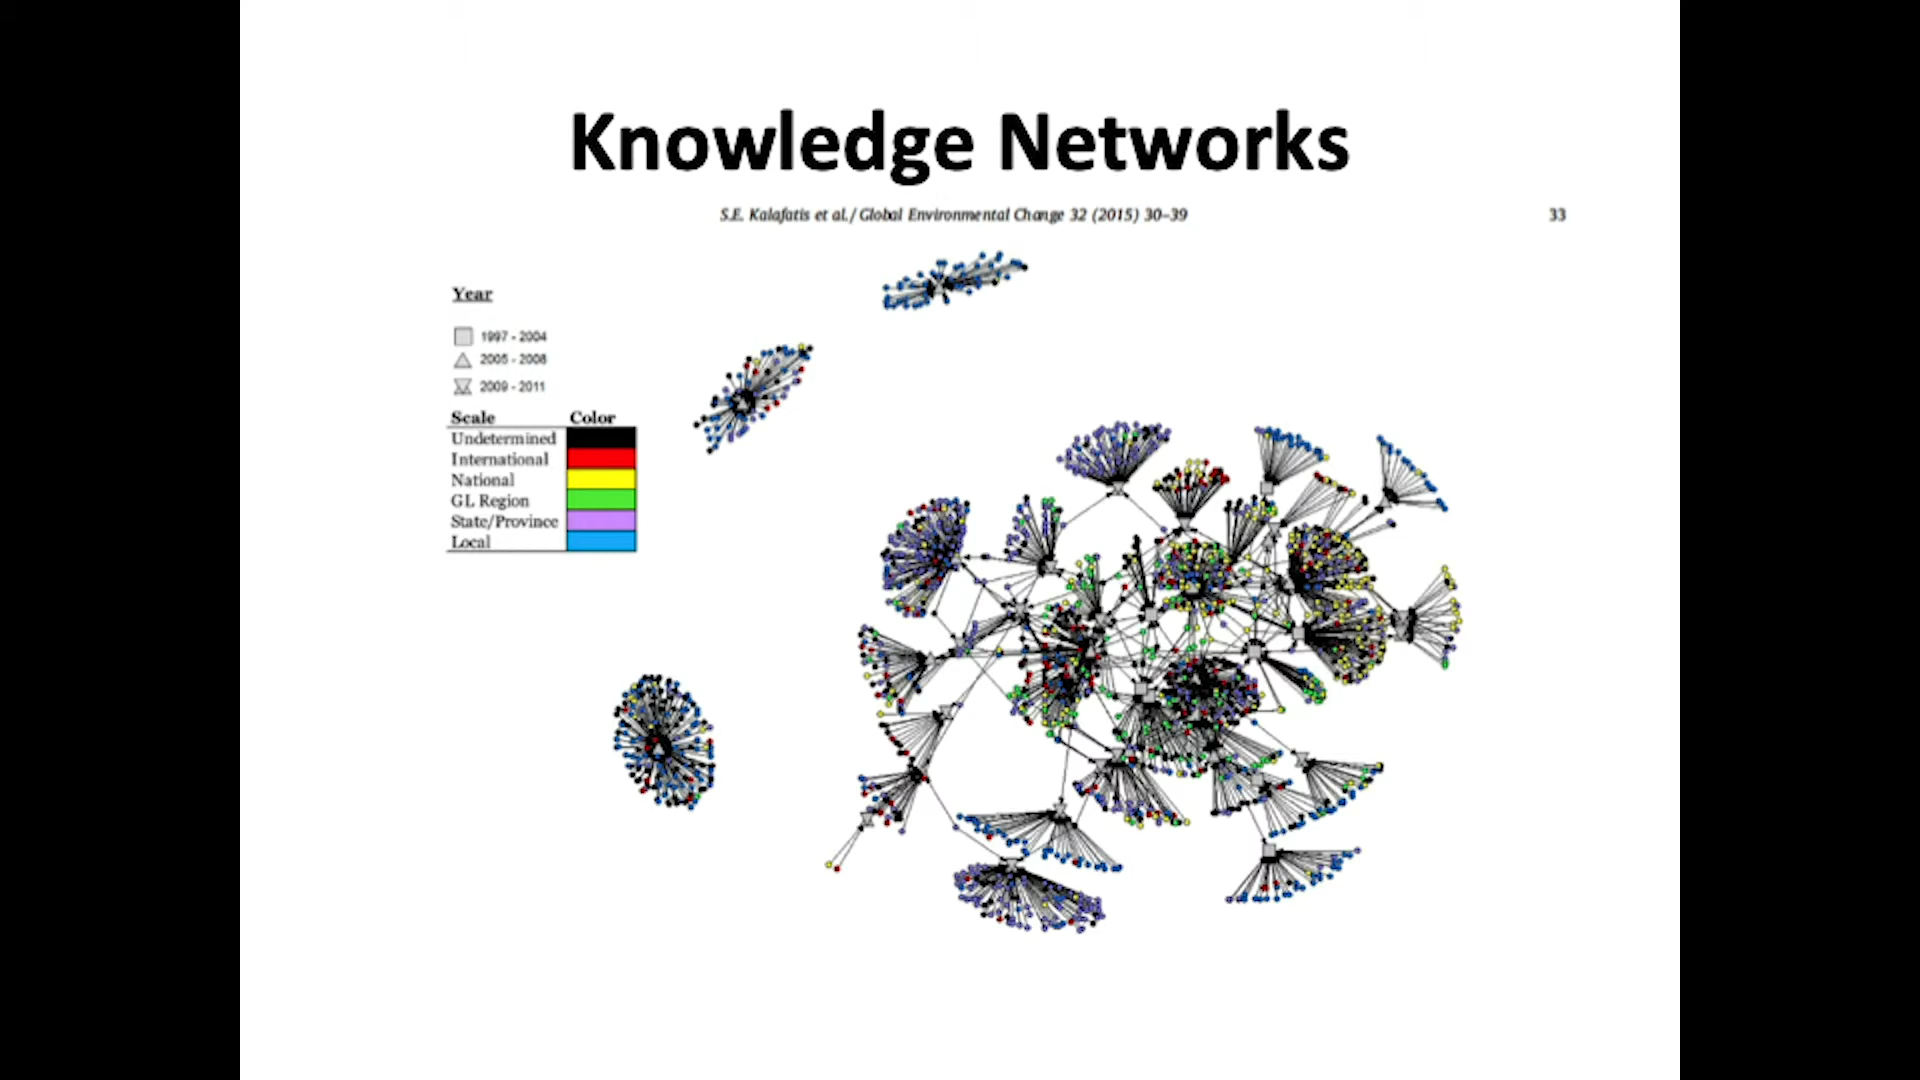 Knowledge Networks
S.E. Kalafatis et al. / Global Environmental Change 32 (2015) 30–39
33
Year
1997 - 2004
2005 - 2008
2009 - 2011
Scale Color
Undetermined
International
National
GL Region
State/Province
Local